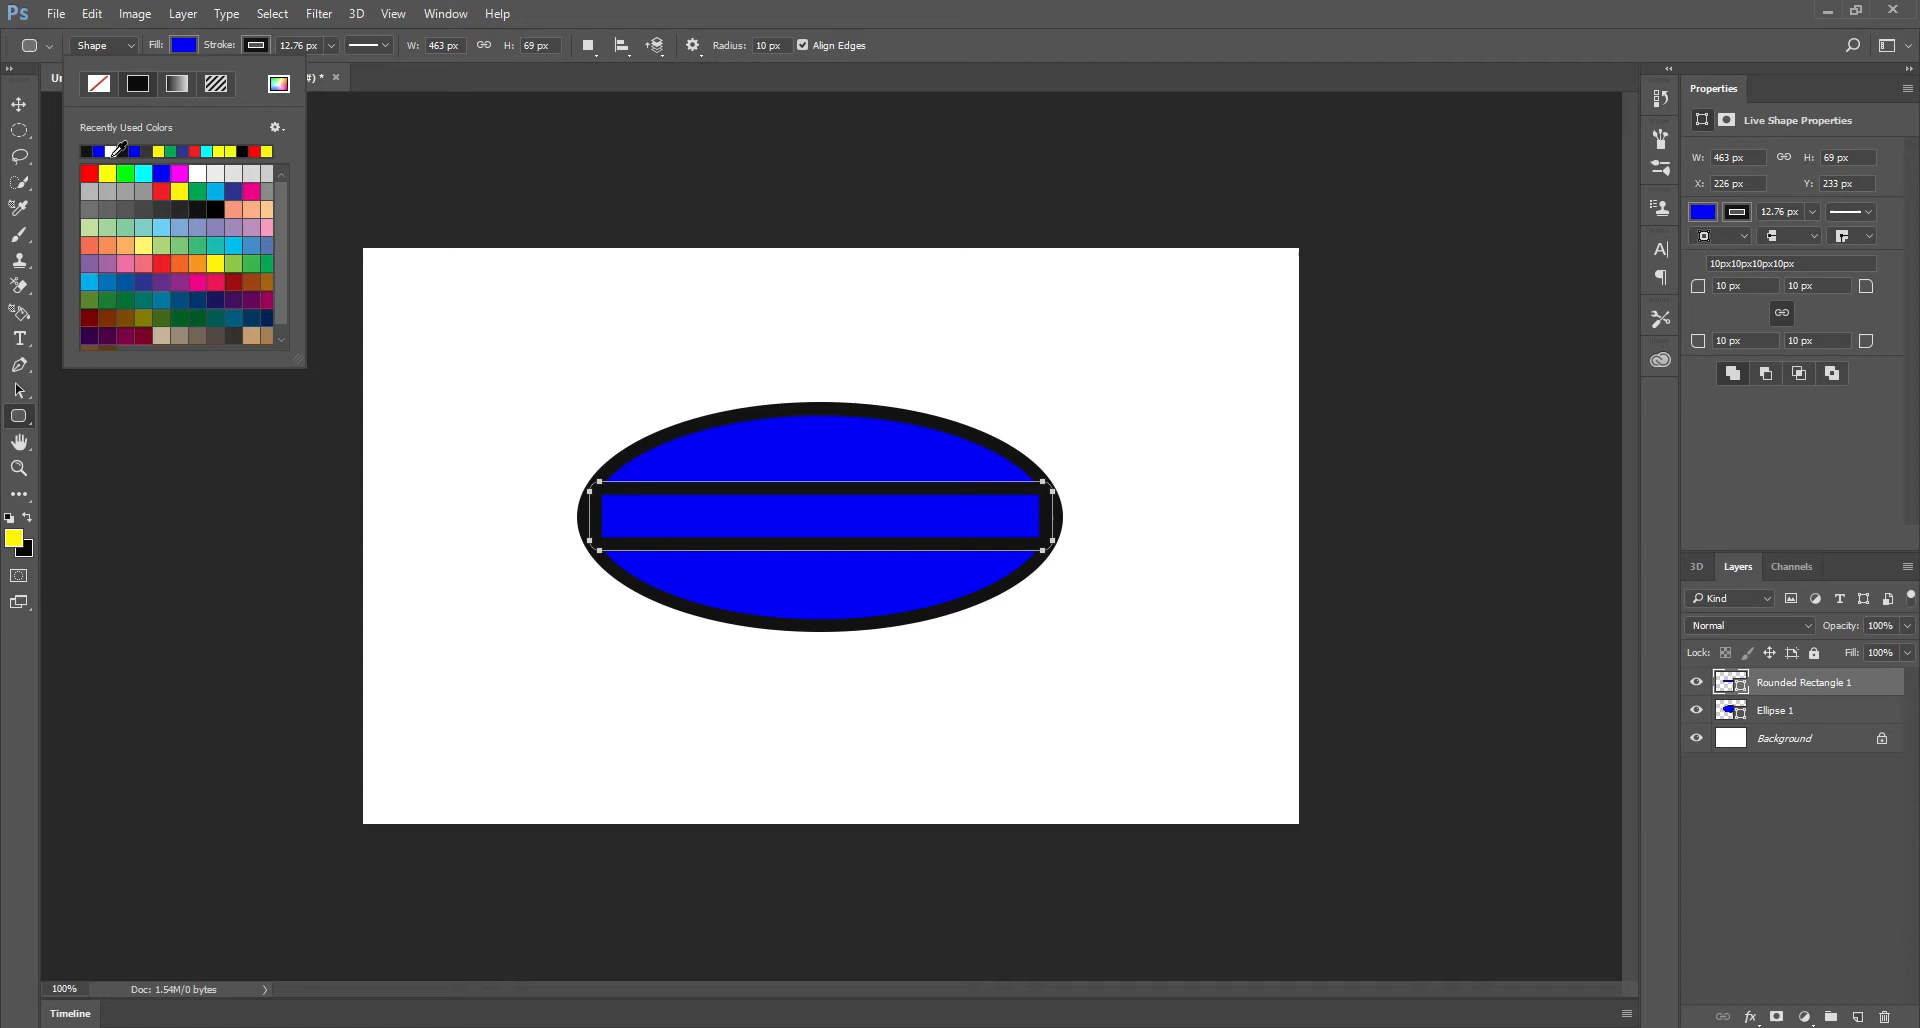 Ps File Edit Image Layer Type Select Filter 3D View Window Help
Shape Fill: Stroke: 12.76 px W: 463 px H: 69 px Radius: 10 px Align Edges
#) *
Recently Used Colors
Properties
Live Shape Properties
W: 463 px H: 69 px
X: 226 px Y: 233 px
12.76 px
10px10px10px10px
10 px 10 px
10 px 10 px
3D Layers Channels
Kind
Normal Opacity: 100%
Lock: Fill: 100%
Rounded Rectangle 1
Ellipse 1
Background
100% Doc: 1.54M/0 bytes
Timeline